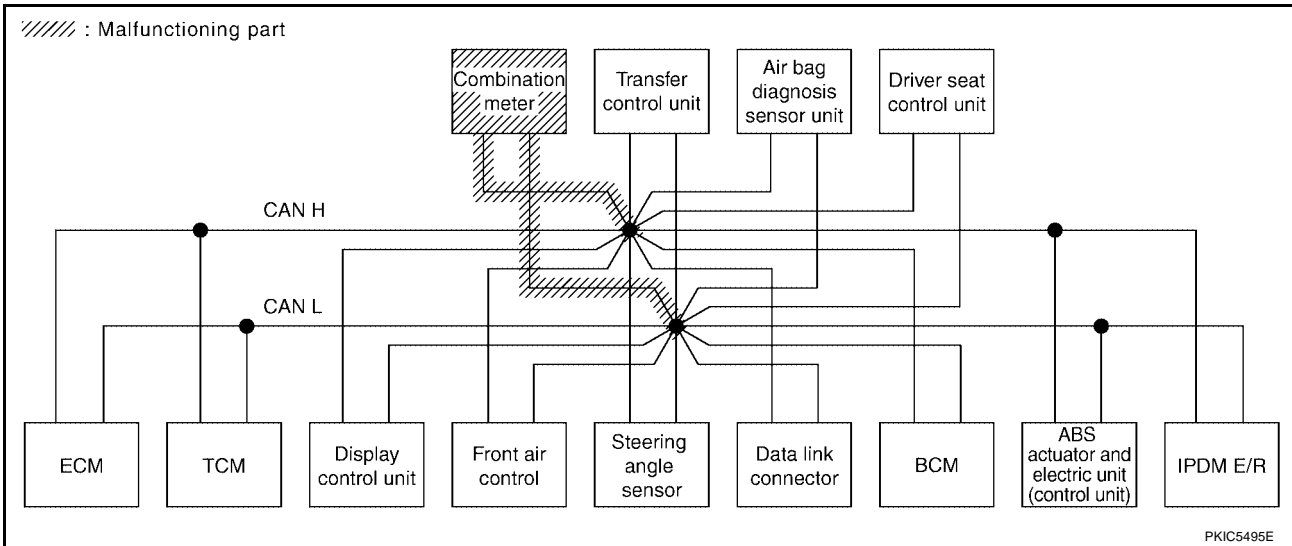 : Malfunctioning part
Combination
meter
Transfer
control unit
Air bag
diagnosis
sensor unit
Driver seat
control unit
CAN H
CAN L
ECM
TCM
Display
control unit
Front air
control
Steering
angle
sensor
Data link
connector
BCM
ABS
actuator and
electric unit
(control unit)
IPDM E/R
PKIC5495E